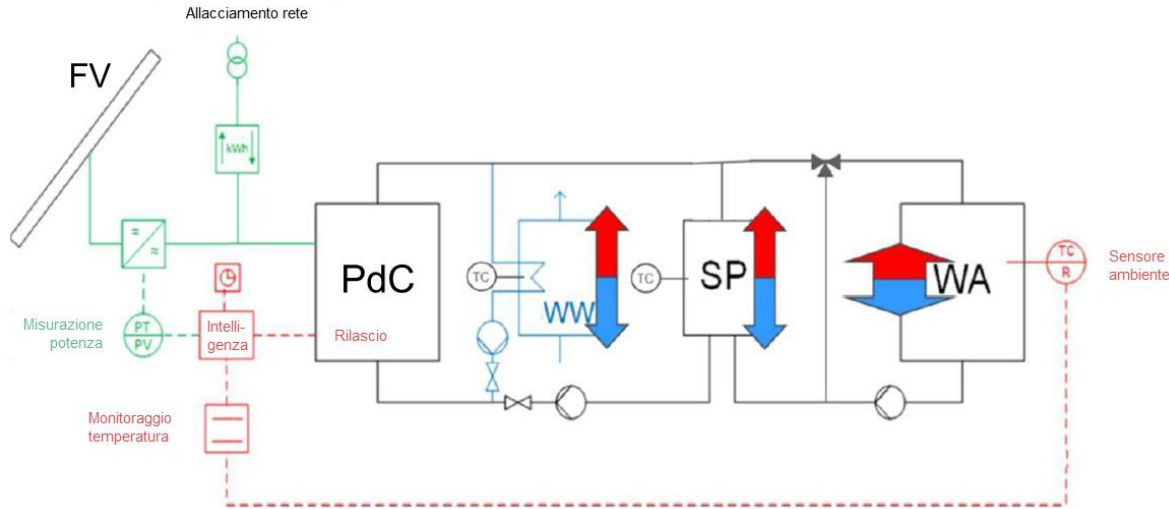 Allacciamento rete
FV
kWh
=
≈
PdC
TC
WW
TC
SP
WA
TC
R
Sensore
ambiente
Misurazione
potenza
PT
PV
Intelli-
genza
Rilascio
Monitoraggio
temperatura